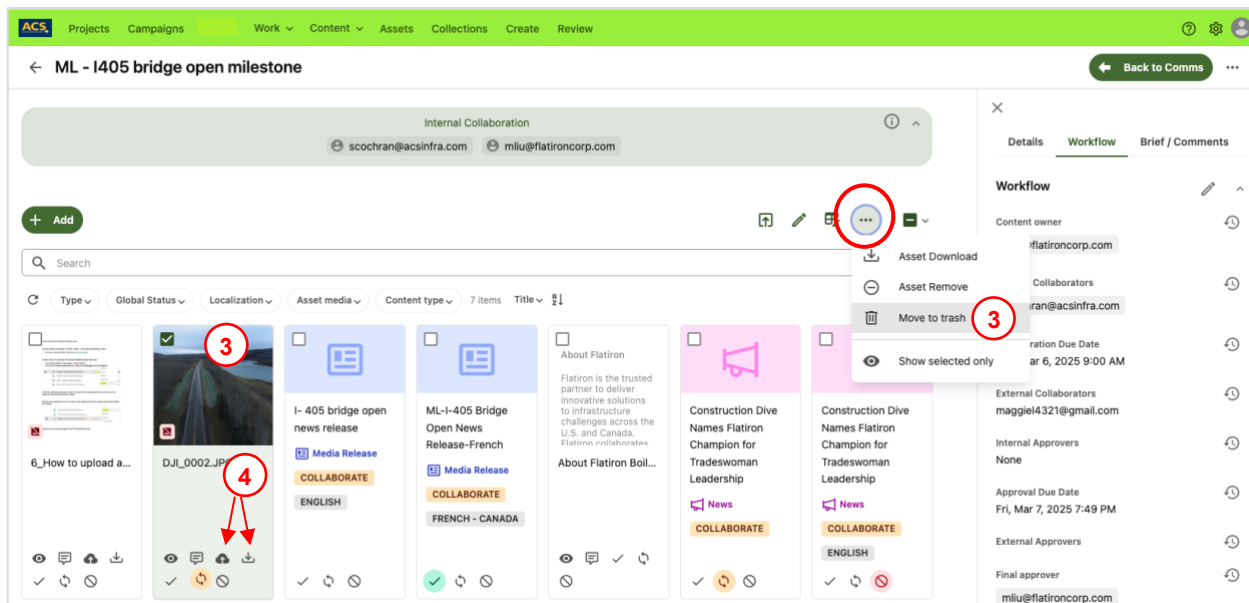 ACS Projects Campaigns Work Content Assets Collections Create Review
ML - I405 bridge open milestone
Back to Comms
Internal Collaboration
scochran@acsinfra.com mliu@flatironcorp.com
Details Workflow Brief / Comments
Workflow
Add
Search
Type Global Status Localization Asset media Content type 7 items Title
Asset Download
Asset Remove
Move to trash 3
Show selected only
3
6_How to upload a...
DJI_0002.JP
4
I- 405 bridge open
news release
Media Release
COLLABORATE
ENGLISH
ML-I-405 Bridge
Open News
Release-French
Media Release
COLLABORATE
FRENCH - CANADA
About Flatiron
Flatiron is the trusted
partner to deliver
innovative solutions
to infrastructure
challenges across the
U.S. and Canada.
Flatiron collaborates
About Flatiron Boil...
Construction Dive
Names Flatiron
Champion for
Tradeswoman
Leadership
News
COLLABORATE
Construction Dive
Names Flatiron
Champion for
Tradeswoman
Leadership
News
COLLABORATE
ENGLISH
Content owner
flatironcorp.com
Collaborators
ran@acsinfra.com
ration Due Date
ar 6, 2025 9:00 AM
External Collaborators
maggiel4321@gmail.com
Internal Approvers
None
Approval Due Date
Fri, Mar 7, 2025 7:49 PM
External Approvers
Final approver
mliu@flatironcorp.com